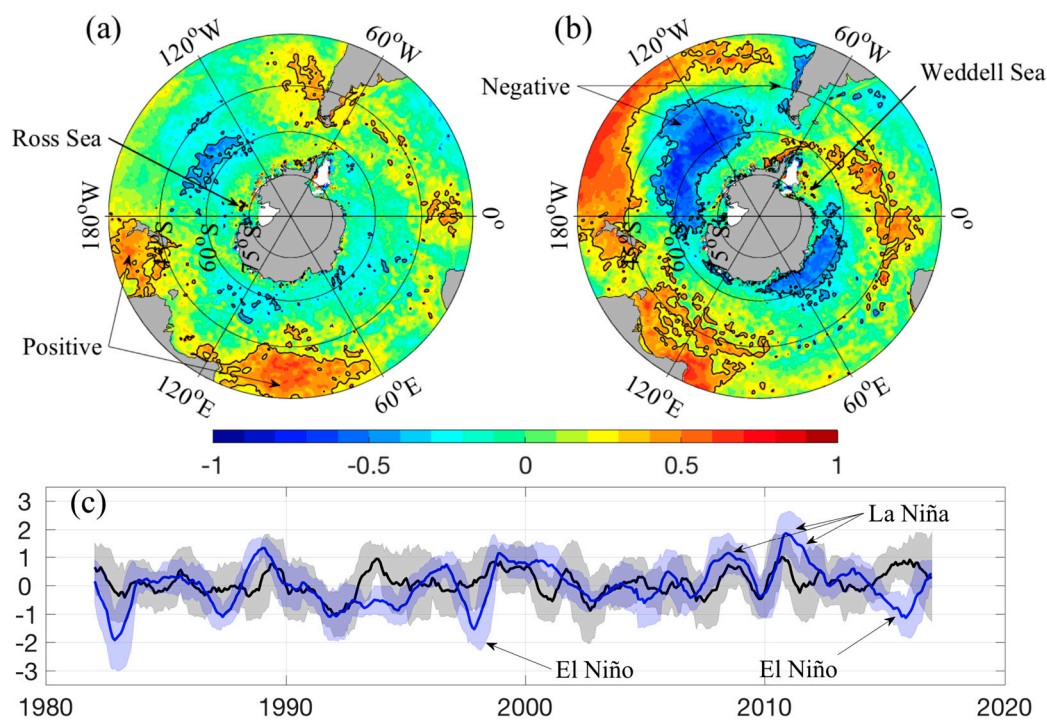 (a)
(b)
120°W
60°W
120°W
60°W
Negative
Weddell Sea
Ross Sea
180°W
45°S
60°S
75°S
0°
180°W
60°S
75°S
0°
Positive
120°E
60°E
120°E
60°E
-1
-0.5
0
0.5
1
(c)
3
2
1
0
-1
-2
-3
La Niña
El Niño
El Niño
1980
1990
2000
2010
2020